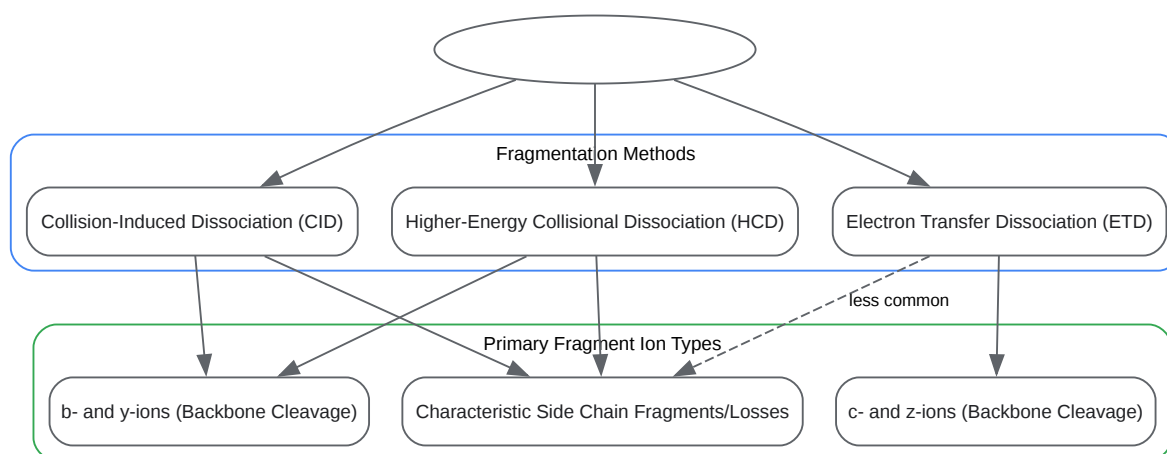 Fragmentation Methods
Collision-Induced Dissociation (CID)
Higher-Energy Collisional Dissociation (HCD)
Electron Transfer Dissociation (ETD)
less common
Primary Fragment Ion Types
b- and y-ions (Backbone Cleavage)
Characteristic Side Chain Fragments/Losses
c- and z-ions (Backbone Cleavage)